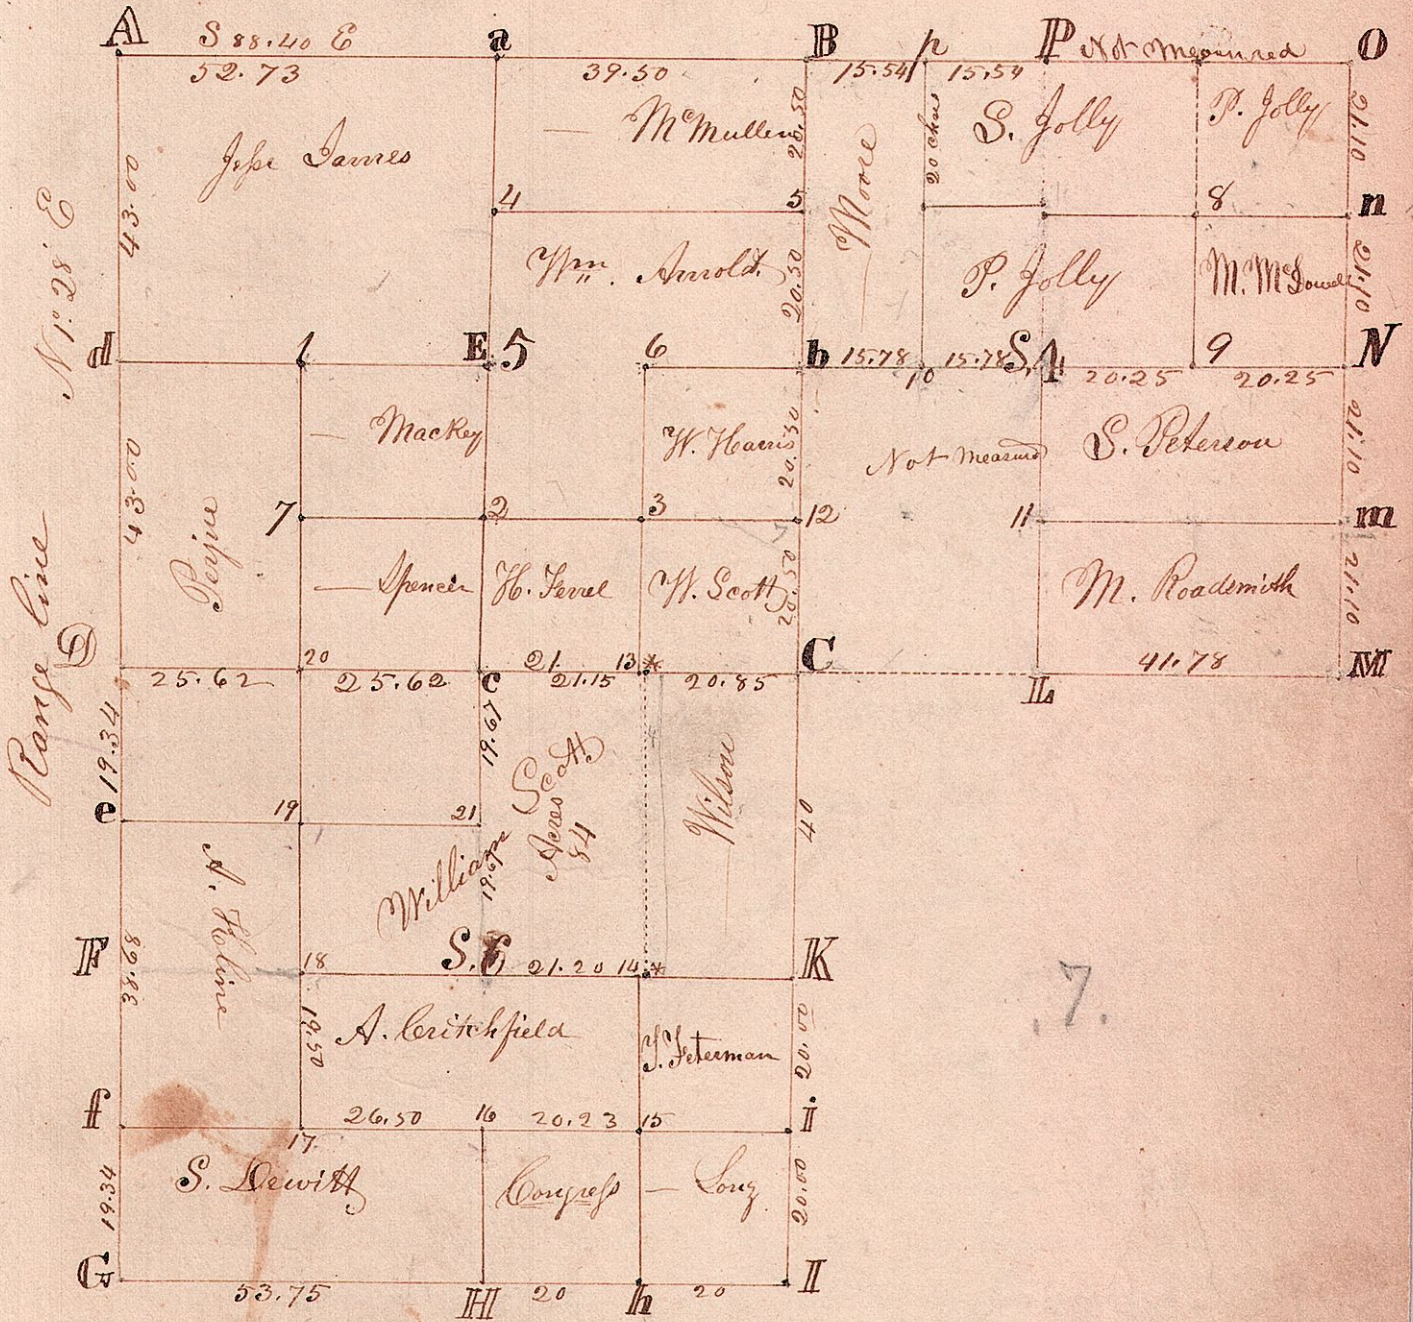 A S 88.40 E a B p P Not Measured O
52.73 39.50 15.54 15.54
Jesse James
— McMullen
20.50
Moore
20 chns
S. Jolly
P. Jolly
21.10
43.00
N 1° 28' E
4 5 8 n
Wm. Arnold
20.50
P. Jolly
M. McDowell
21.10
d 1 E 5 6 b 15.78 10 15.78 S. 4 20.25 9 20.25 N
— Mackey
W. Harris
20.50
Not measured
S. Peterson
21.10
43.00
Perjue
7 2 3 12 11 m
— Spencer
H. Ferrel
W. Scott
20.50
M. Roadsmith
21.10
Range line
D 20 21 13* C 41.78 M
25.62 25.62 c 21.15 20.85 L
19.34
19.67
William Scott
Acres
84
— Wilson
40
e 19 21
19.67
A. Kline
F 18 S. 6 21.20 14* K
38.68
19.50
A. Critchfield
T. Feterman
20.00
7.
f 26.50 16 20.23 15 i
17
S. Dewitt
Congress
— Long
20.00
19.34
G 53.75 H 20 h 20 I